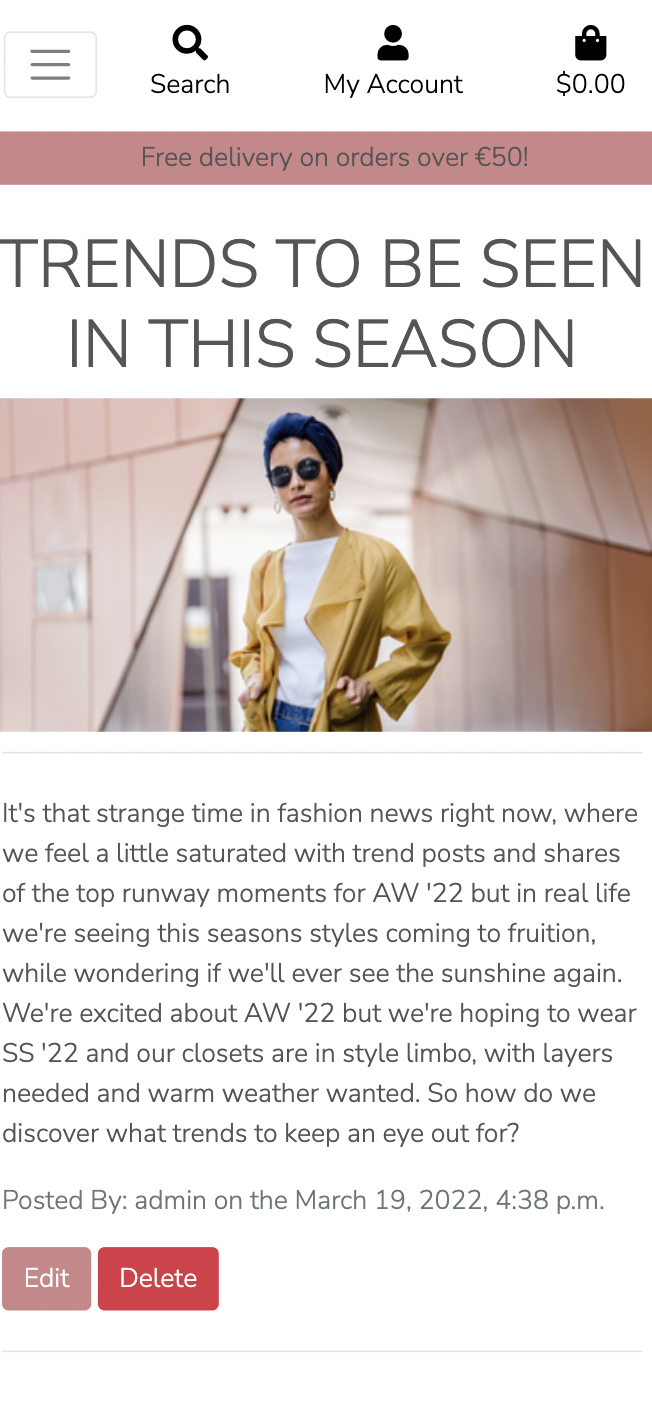 Search My Account $0.00
Free delivery on orders over €50!
TRENDS TO BE SEEN
IN THIS SEASON
It's that strange time in fashion news right now, where
we feel a little saturated with trend posts and shares
of the top runway moments for AW '22 but in real life
we're seeing this seasons styles coming to fruition,
while wondering if we'll ever see the sunshine again.
We're excited about AW '22 but we're hoping to wear
SS '22 and our closets are in style limbo, with layers
needed and warm weather wanted. So how do we
discover what trends to keep an eye out for?
Posted By: admin on the March 19, 2022, 4:38 p.m.
Edit Delete